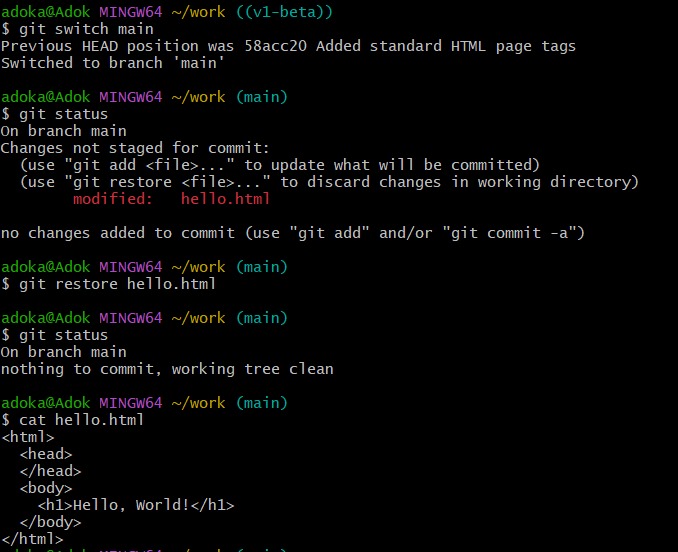 adoka@Adok MINGW64 ~/work ((v1-beta))
$ git switch main
Previous HEAD position was 58acc20 Added standard HTML page tags
Switched to branch 'main'

adoka@Adok MINGW64 ~/work (main)
$ git status
On branch main
Changes not staged for commit:
  (use "git add <file>..." to update what will be committed)
  (use "git restore <file>..." to discard changes in working directory)
        modified:   hello.html

no changes added to commit (use "git add" and/or "git commit -a")

adoka@Adok MINGW64 ~/work (main)
$ git restore hello.html

adoka@Adok MINGW64 ~/work (main)
$ git status
On branch main
nothing to commit, working tree clean

adoka@Adok MINGW64 ~/work (main)
$ cat hello.html
<html>
  <head>
  </head>
  <body>
    <h1>Hello, World!</h1>
  </body>
</html>
adoka@Adok MINGW64 ~/work (main)